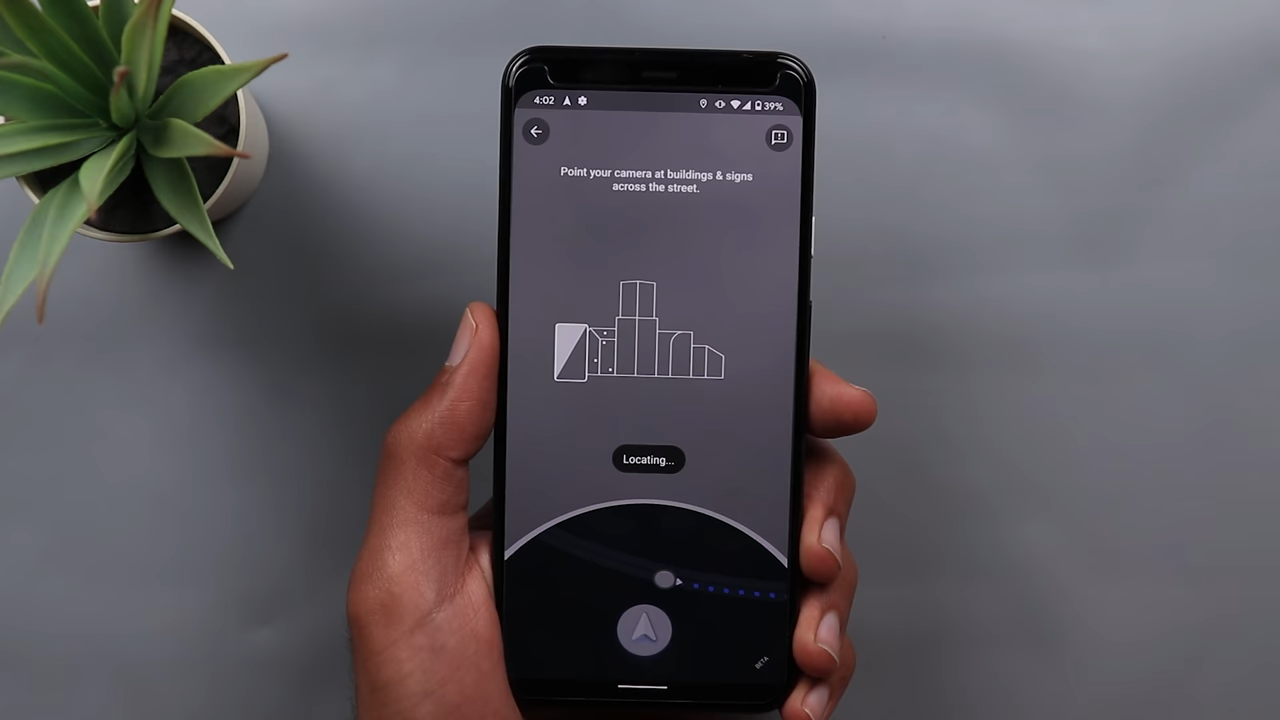 4:02 39%
Point your camera at buildings & signs
across the street.
Locating...
BETA